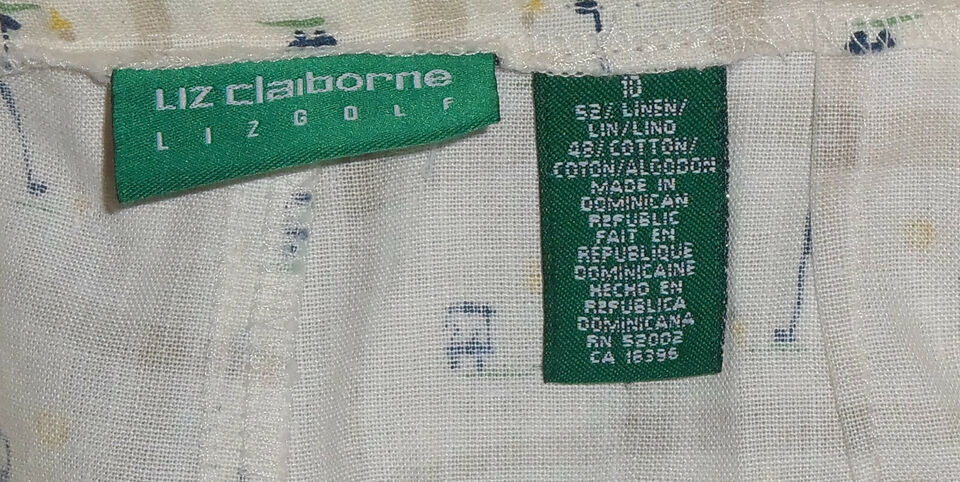 Liz claiborne
LIZGOLF
10
52% LINEN/
LIN/LINO
48% COTTON/
COTON/ALGODON
MADE IN
DOMINICAN
REPUBLIC
FAIT EN
REPUBLIQUE
DOMINICAINE
HECHO EN
REPUBLICA
DOMINICANA
RN 52002
CA 16396